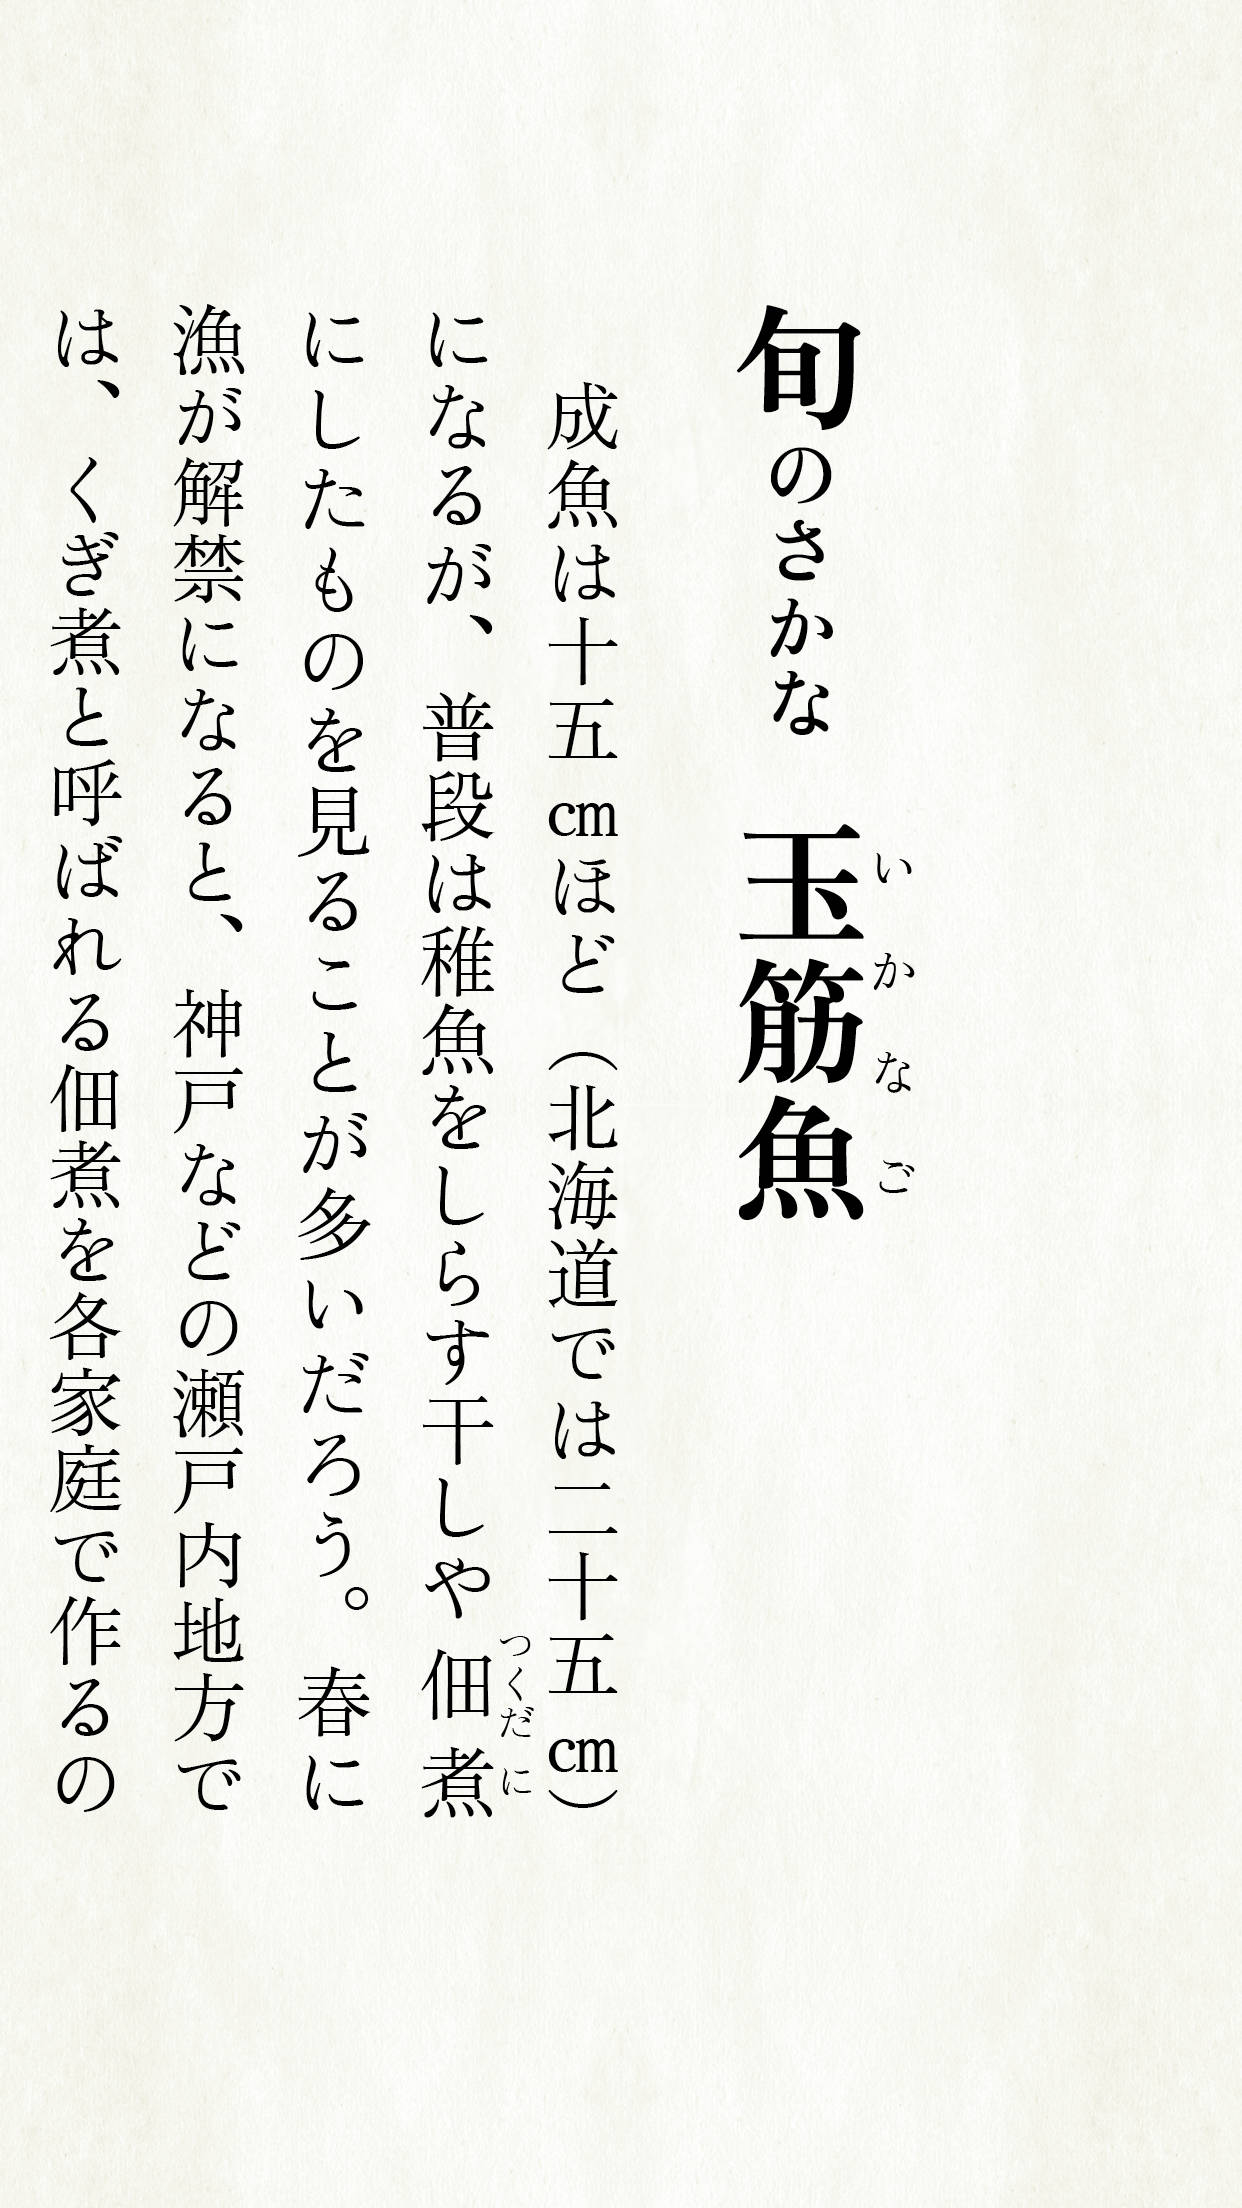 旬のさかな　玉筋魚
いかなご
成魚は十五㎝ほど（北海道では二十五㎝）
になるが、普段は稚魚をしらす干しや佃煮
つくだに
にしたものを見ることが多いだろう。春に
漁が解禁になると、神戸などの瀬戸内地方で
は、くぎ煮と呼ばれる佃煮を各家庭で作るの